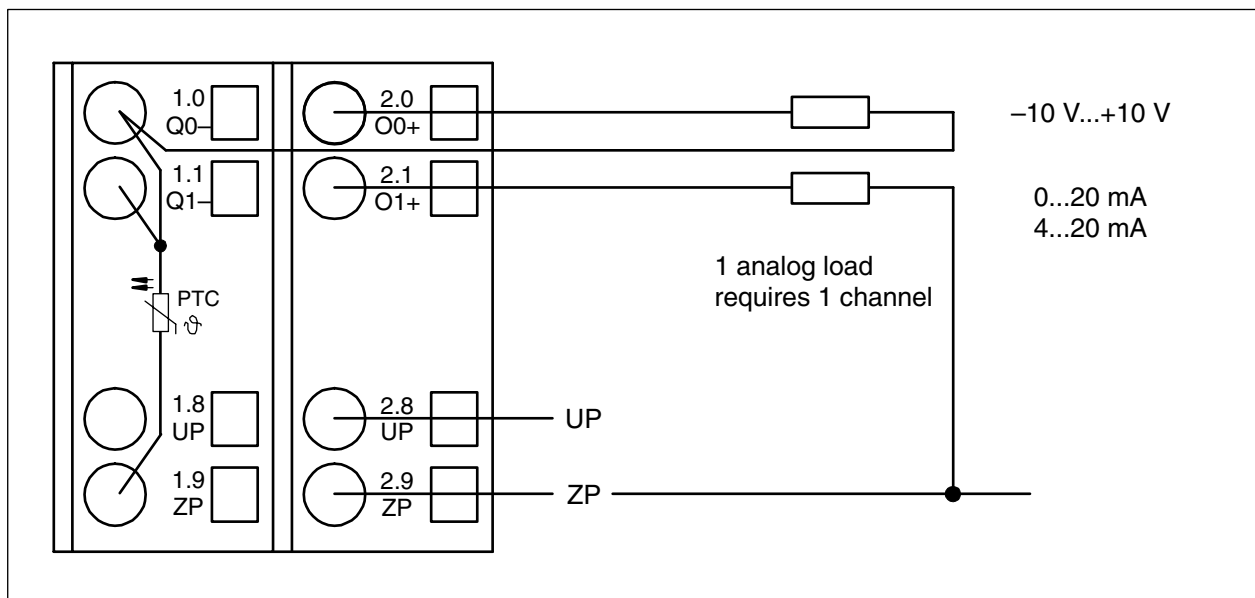 1.0
Q0–
2.0
O0+
–10 V...+10 V
1.1
Q1–
2.1
O1+
0...20 mA
4...20 mA
1 analog load
requires 1 channel
PTC
ϑ
1.8
UP
2.8
UP
UP
1.9
ZP
2.9
ZP
ZP